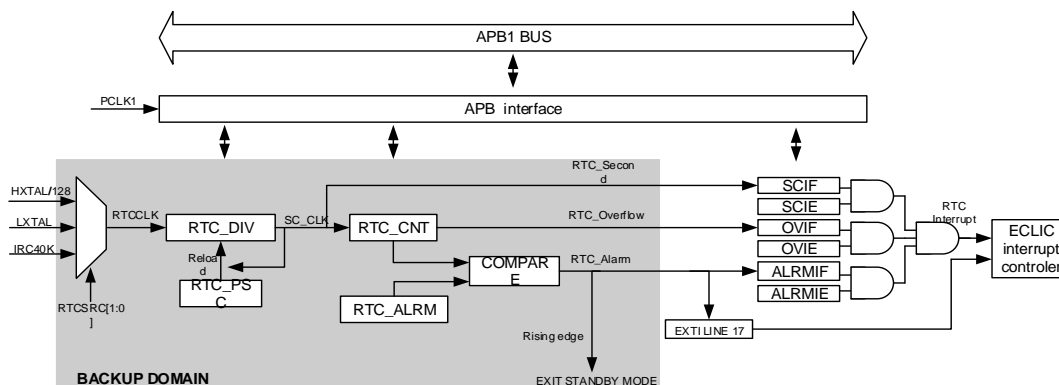 APB1 BUS
PCLK1
APB interface
HXTAL/128
LXTAL
IRC40K
RTCCLK
RTC_DIV
SC_CLK
RTC_CNT
RTC_Secon
d
RTC_Overflow
RTC_Alarm
Reloa
d
RTC_PS
C
RTCSRC[1:0
]
COMPAR
E
RTC_ALRM
Rising edge
EXIT STANDBY MODE
BACKUP DOMAIN
SCIF
SCIE
OVIF
OVIE
ALRMIF
ALRMIE
EXTI LINE 17
RTC
Interrupt
ECLIC
interrupt
controler